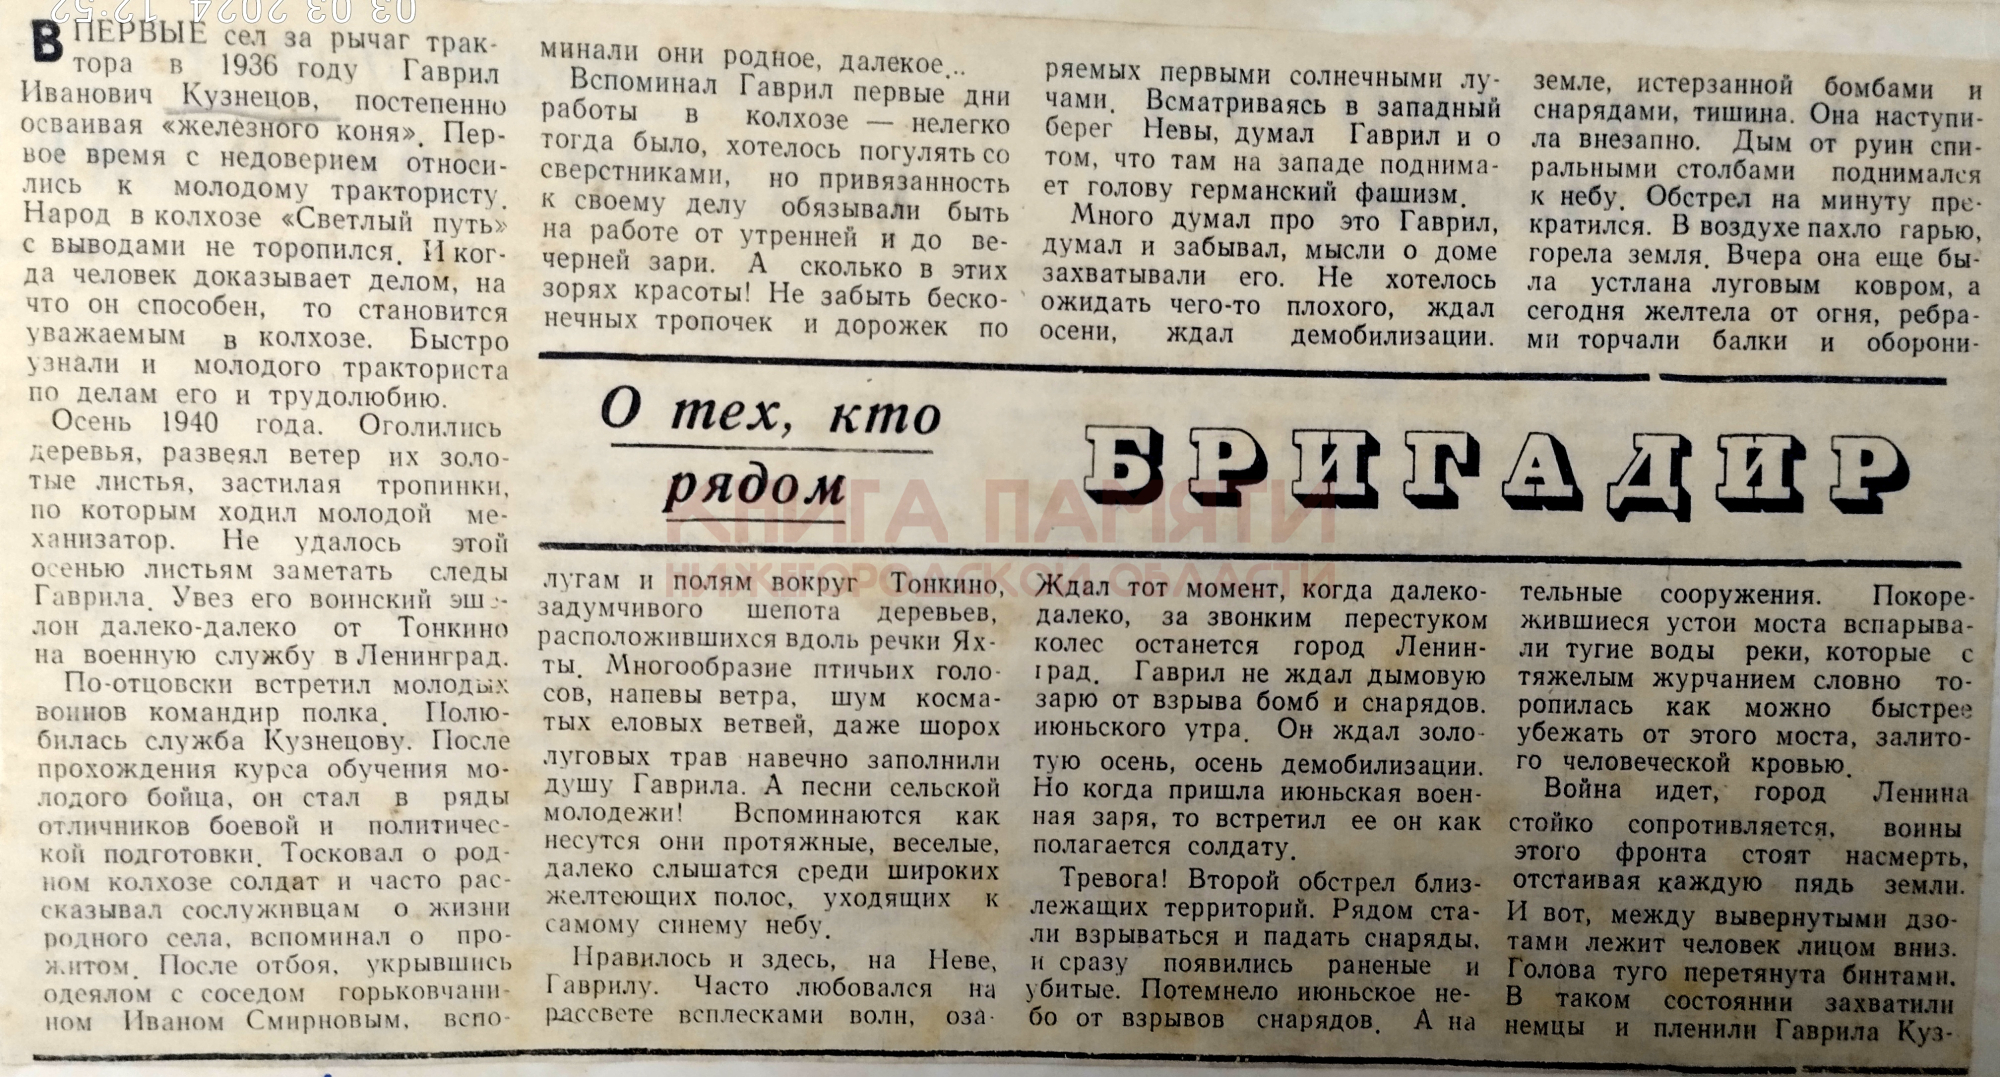 03 03 2024 12:52
О тех, кто
рядом
БРИГАДИР
В ПЕРВЫЕ сел за рычаг трак-
тора в 1936 году Гаврил
Иванович Кузнецов, постепенно
осваивая «железного коня». Пер-
вое время с недоверием относи-
лись к молодому трактористу.
Народ в колхозе «Светлый путь»
с выводами не торопился. И ког-
да человек доказывает делом, на
что он способен, то становится
уважаемым в колхозе. Быстро
узнали и молодого тракториста
по делам его и трудолюбию.
Осень 1940 года. Оголились
деревья, развеял ветер их золо-
тые листья, застилая тропинки,
по которым ходил молодой ме-
ханизатор. Не удалось этой
осенью листьям заметать следы
Гаврила. Увез его воинский эше-
лон далеко-далеко от Тонкино
на военную службу в Ленинград.
По-отцовски встретил молодых
воинов командир полка. Полю-
билась служба Кузнецову. После
прохождения курса обучения мо-
лодого бойца, он стал в ряды
отличников боевой и политичес-
кой подготовки. Тосковал о род-
ном колхозе солдат и часто рас-
сказывал сослуживцам о жизни
родного села, вспоминал о про-
житом. После отбоя, укрывшись
одеялом с соседом горьковчани-
ном Иваном Смирновым, вспо-
минали они родное, далекое...
Вспоминал Гаврил первые дни
работы в колхозе — нелегко
тогда было, хотелось погулять со
сверстниками, но привязанность
к своему делу обязывали быть
на работе от утренней и до ве-
черней зари. А сколько в этих
зорях красоты! Не забыть беско-
нечных тропочек и дорожек по
лугам и полям вокруг Тонкино,
задумчивого шепота деревьев,
расположившихся вдоль речки Ях-
ты. Многообразие птичьих голо-
сов, напевы ветра, шум косма-
тых еловых ветвей, даже шорох
луговых трав навечно заполнили
душу Гаврила. А песни сельской
молодежи! Вспоминаются как
несутся они протяжные, веселые,
далеко слышатся среди широких
желтеющих полос, уходящих к
самому синему небу.
Нравилось и здесь, на Неве,
Гаврилу. Часто любовался на
рассвете всплесками волн, оза-
ряемых первыми солнечными лу-
чами. Всматриваясь в западный
берег Невы, думал Гаврил и о
том, что там на западе поднима-
ет голову германский фашизм.
Много думал про это Гаврил,
думал и забывал, мысли о доме
захватывали его. Не хотелось
ожидать чего-то плохого, ждал
осени, ждал демобилизации.
Ждал тот момент, когда далеко-
далеко, за звонким перестуком
колес останется город Ленин-
град. Гаврил не ждал дымовую
зарю от взрыва бомб и снарядов.
июньского утра. Он ждал золо-
тую осень, осень демобилизации.
Но когда пришла июньская воен-
ная заря, то встретил ее он как
полагается солдату.
Тревога! Второй обстрел близ-
лежащих территорий. Рядом ста-
ли взрываться и падать снаряды,
и сразу появились раненые и
убитые. Потемнело июньское не-
бо от взрывов снарядов. А на
земле, истерзанной бомбами и
снарядами, тишина. Она наступи-
ла внезапно. Дым от руин спи-
ральными столбами поднимался
к небу. Обстрел на минуту пре-
кратился. В воздухе пахло гарью,
горела земля. Вчера она еще бы-
ла устлана луговым ковром, а
сегодня желтела от огня, ребра-
ми торчали балки и оборони-
тельные сооружения. Покоре-
жившиеся устои моста вспарыва-
ли тугие воды реки, которые с
тяжелым журчанием словно то-
ропилась как можно быстрее
убежать от этого моста, залито-
го человеческой кровью.
Война идет, город Ленина
стойко сопротивляется, воины
этого фронта стоят насмерть,
отстаивая каждую пядь земли.
И вот, между вывернутыми дзо-
тами лежит человек лицом вниз.
Голова туго перетянута бинтами.
В таком состоянии захватили
немцы и пленили Гаврила Куз-
КНИГА ПАМЯТИ
НИЖЕГОРОДСКОЙ ОБЛАСТИ